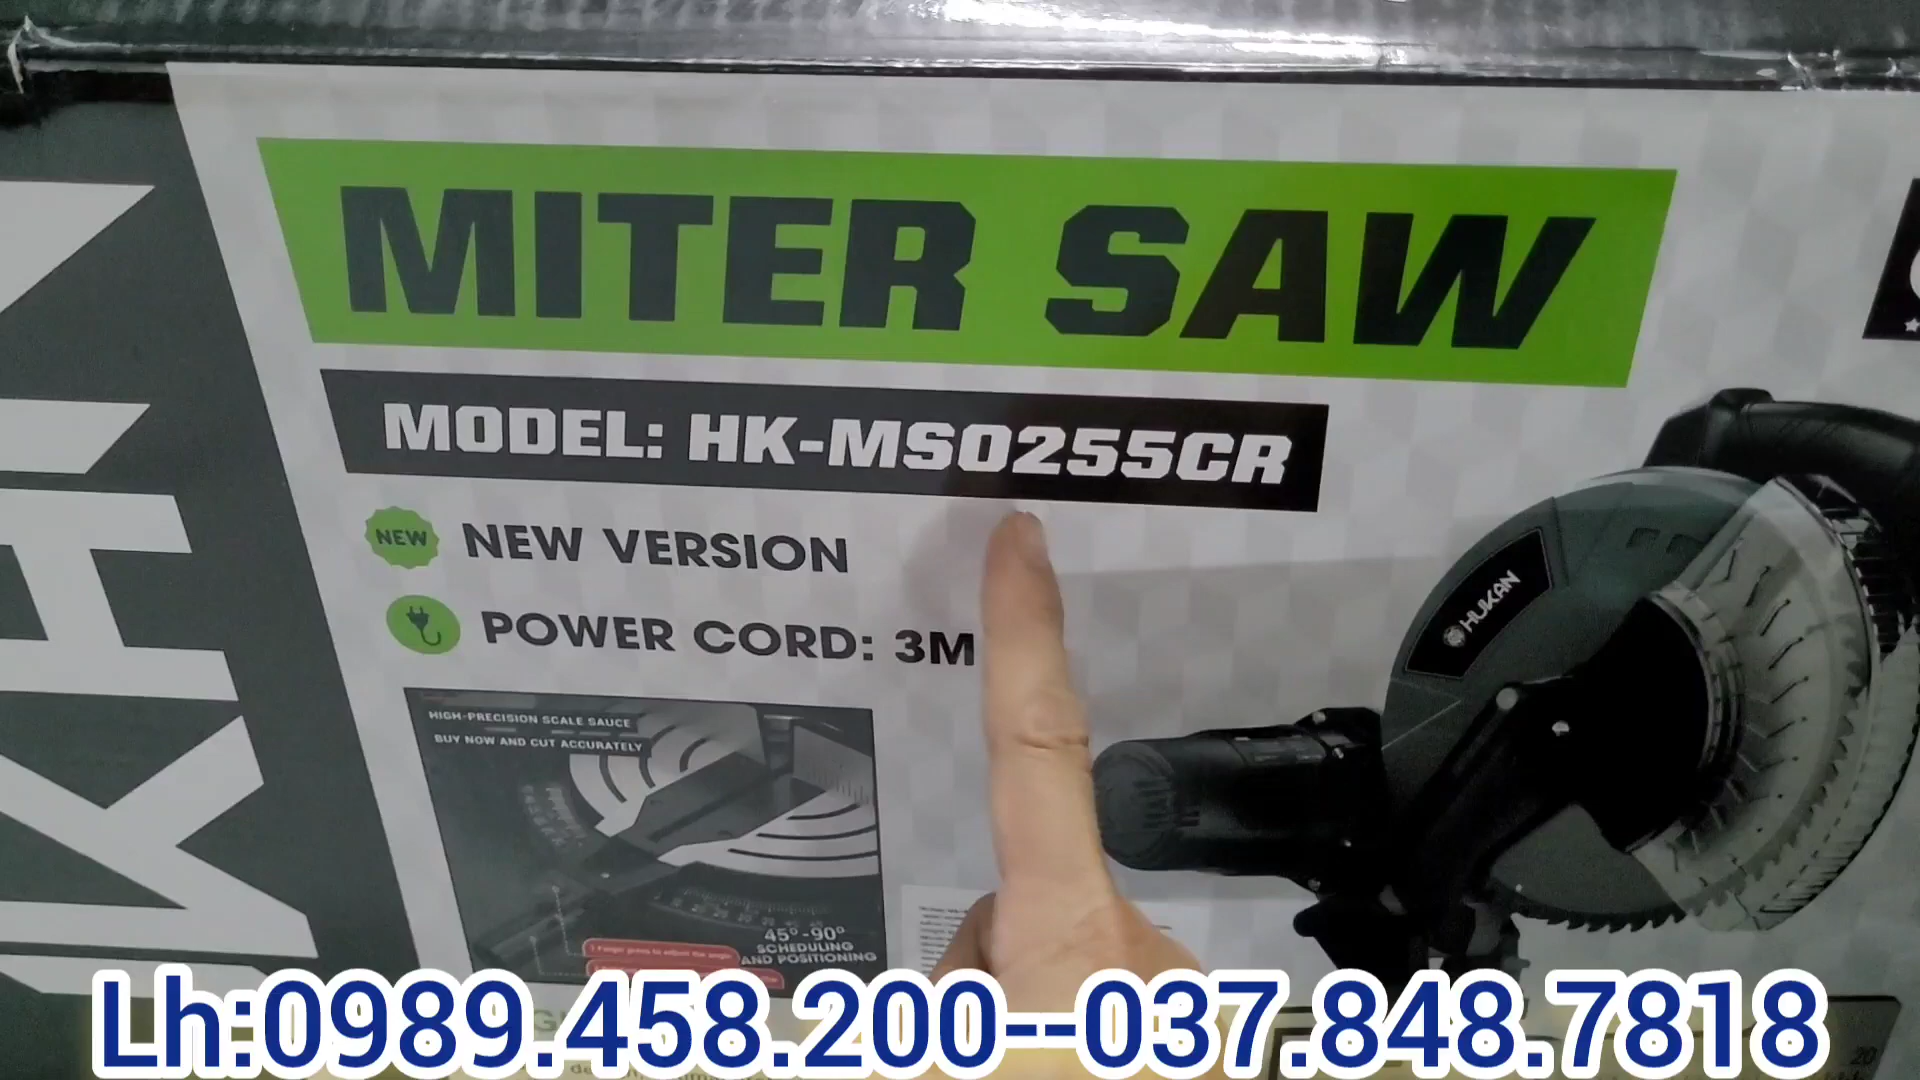 MITER SAW
MODEL: HK-MS0255CR
NEW NEW VERSION
POWER CORD: 3M
HUKAN
HIGH-PRECISION SCALE SAUCE
BUY NOW AND CUT ACCURATELY
45°-90°
SCHEDULING
AND POSITIONING
Lh:0989.458.200--037.848.7818